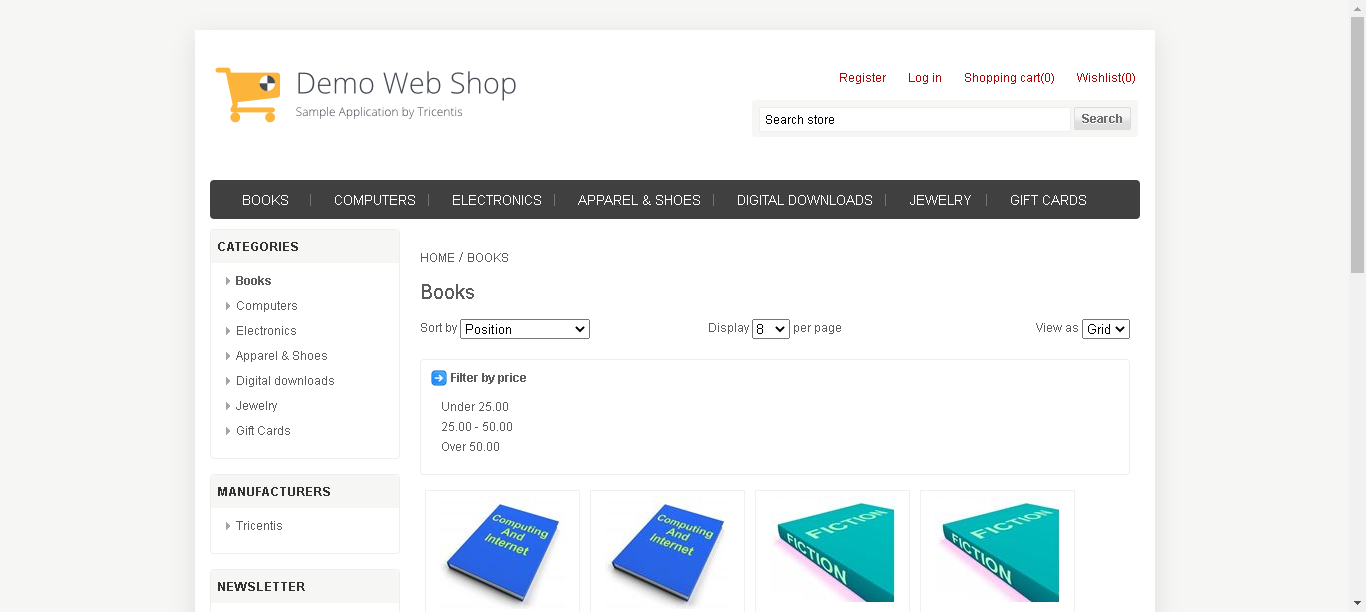 Demo Web Shop
Sample Application by Tricentis
Register Log in Shopping cart(0) Wishlist(0)
Search store Search
BOOKS COMPUTERS ELECTRONICS APPAREL & SHOES DIGITAL DOWNLOADS JEWELRY GIFT CARDS
CATEGORIES
Books
Computers
Electronics
Apparel & Shoes
Digital downloads
Jewelry
Gift Cards
MANUFACTURERS
Tricentis
NEWSLETTER
HOME / BOOKS
Books
Sort by Position Display 8 per page View as Grid
Filter by price
Under 25.00
25.00 - 50.00
Over 50.00
Computing
And
Internet
Computing
And
Internet
FICTION
FICTION
FICTION
FICTION